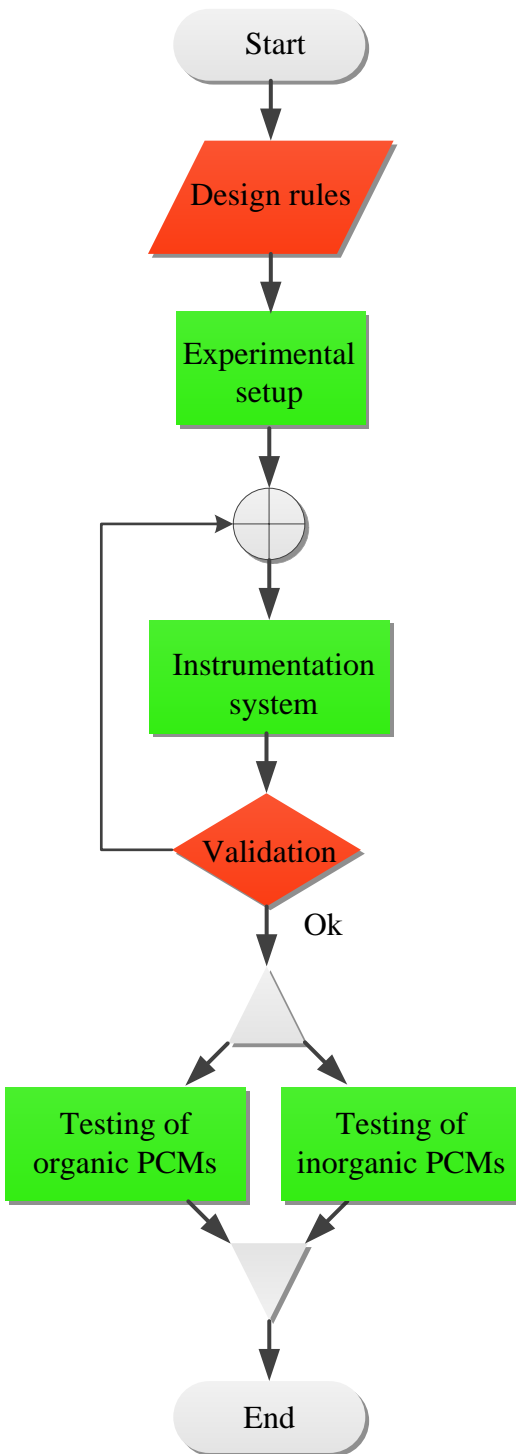 Start
Design rules
Experimental
setup
Instrumentation
system
Validation
Ok
Testing of
organic PCMs
Testing of
inorganic PCMs
End